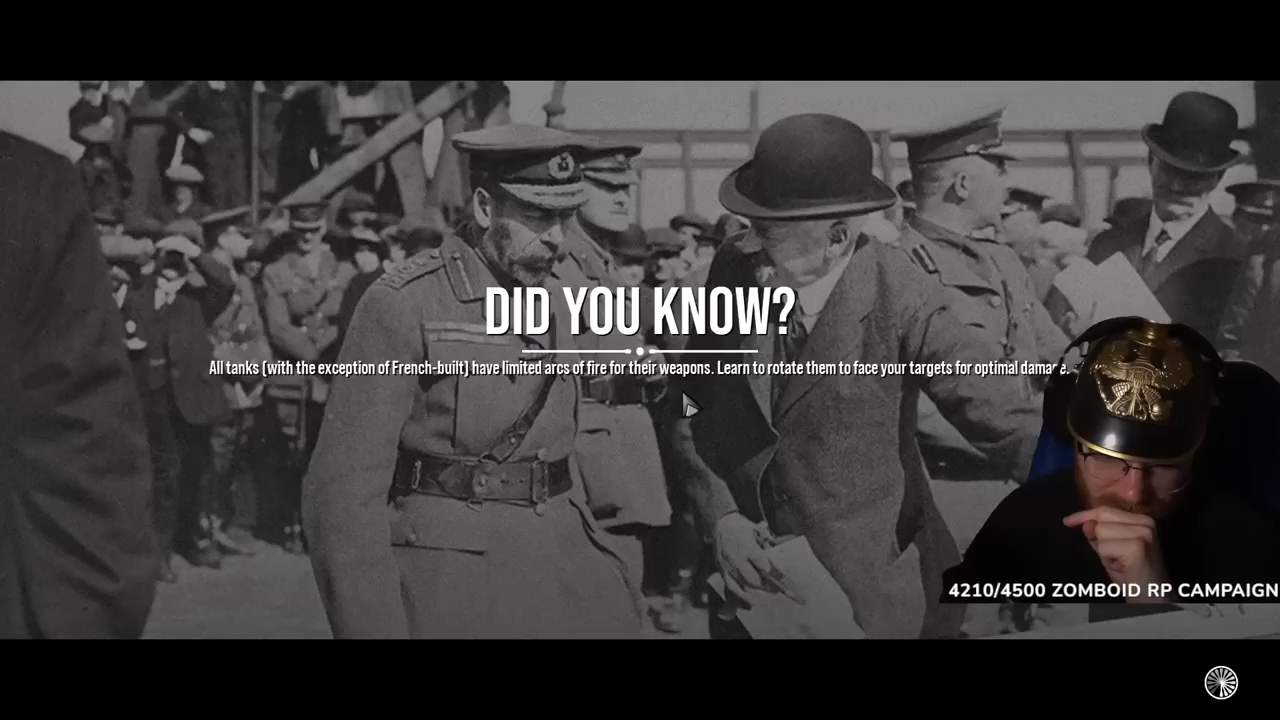 DID YOU KNOW?
All tanks (with the exception of French-built) have limited arcs of fire for their weapons. Learn to rotate them to face your targets for optimal damage.
4210/4500 ZOMBOID RP CAMPAIGN